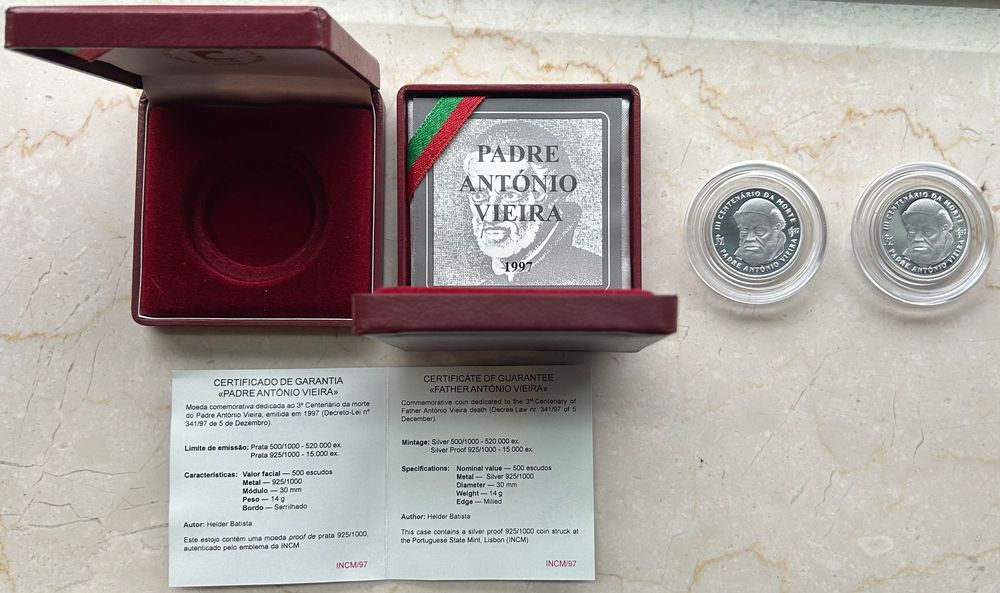 PADRE
ANTÓNIO
VIEIRA
1997
III CENTENÁRIO DA MORTE
PADRE ANTÓNIO VIEIRA
III CENTENÁRIO DA MORTE
PADRE ANTÓNIO VIEIRA
CERTIFICADO DE GARANTIA
«PADRE ANTÓNIO VIEIRA»
Moeda comemorativa dedicada ao 3º Centenário da morte
do Padre António Vieira, emitida em 1997 (Decreto-Lei nº
341/97 de 5 de Dezembro).
Limite de emissão: Prata 500/1000 - 520.000 ex.
Prata 925/1000 - 15.000 ex.
Características: Valor facial — 500 escudos
Metal — 925/1000
Módulo — 30 mm
Peso — 14 g
Bordo — Serrilhado
Autor: Helder Batista
Este estojo contém uma moeda proof de prata 925/1000,
autenticado pelo emblema da INCM.
INCM/97
CERTIFICATE OF GUARANTEE
«FATHER ANTÓNIO VIEIRA»
Commemorative coin dedicated to the 3º Centenary of
Father António Vieira death (Decree Law nr. 341/97 of 5
December).
Mintage: Silver 500/1000 - 520.000 ex.
Silver Proof 925/1000 - 15.000 ex.
Specifications: Nominal value — 500 escudos
Metal — Silver 925/1000
Diameter — 30 mm
Weight — 14 g
Edge — Milled
Author: Helder Batista
This case contains a silver proof 925/1000 coin struck at
the Portuguese State Mint, Lisbon (INCM)
INCM/97